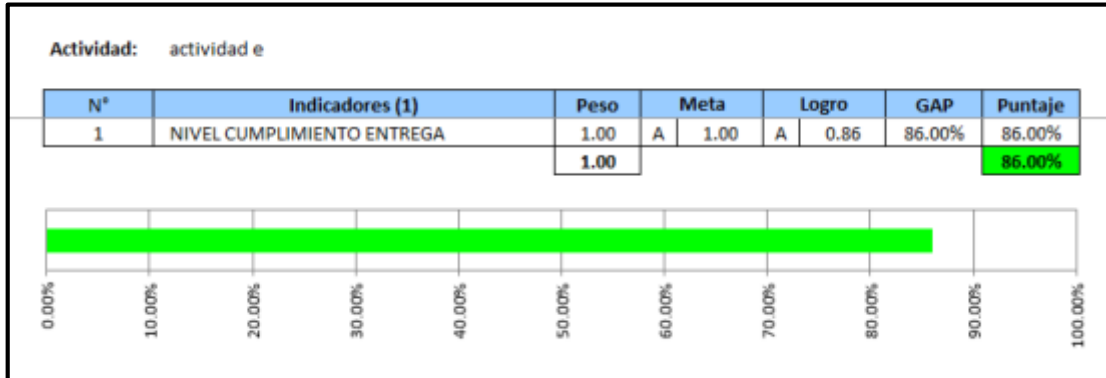 Actividad: actividad e
N° Indicadores (1) Peso Meta Logro GAP Puntaje
1 NIVEL CUMPLIMIENTO ENTREGA 1.00 A 1.00 A 0.86 86.00% 86.00%
1.00 86.00%
0.00% 10.00% 20.00% 30.00% 40.00% 50.00% 60.00% 70.00% 80.00% 90.00% 100.00%